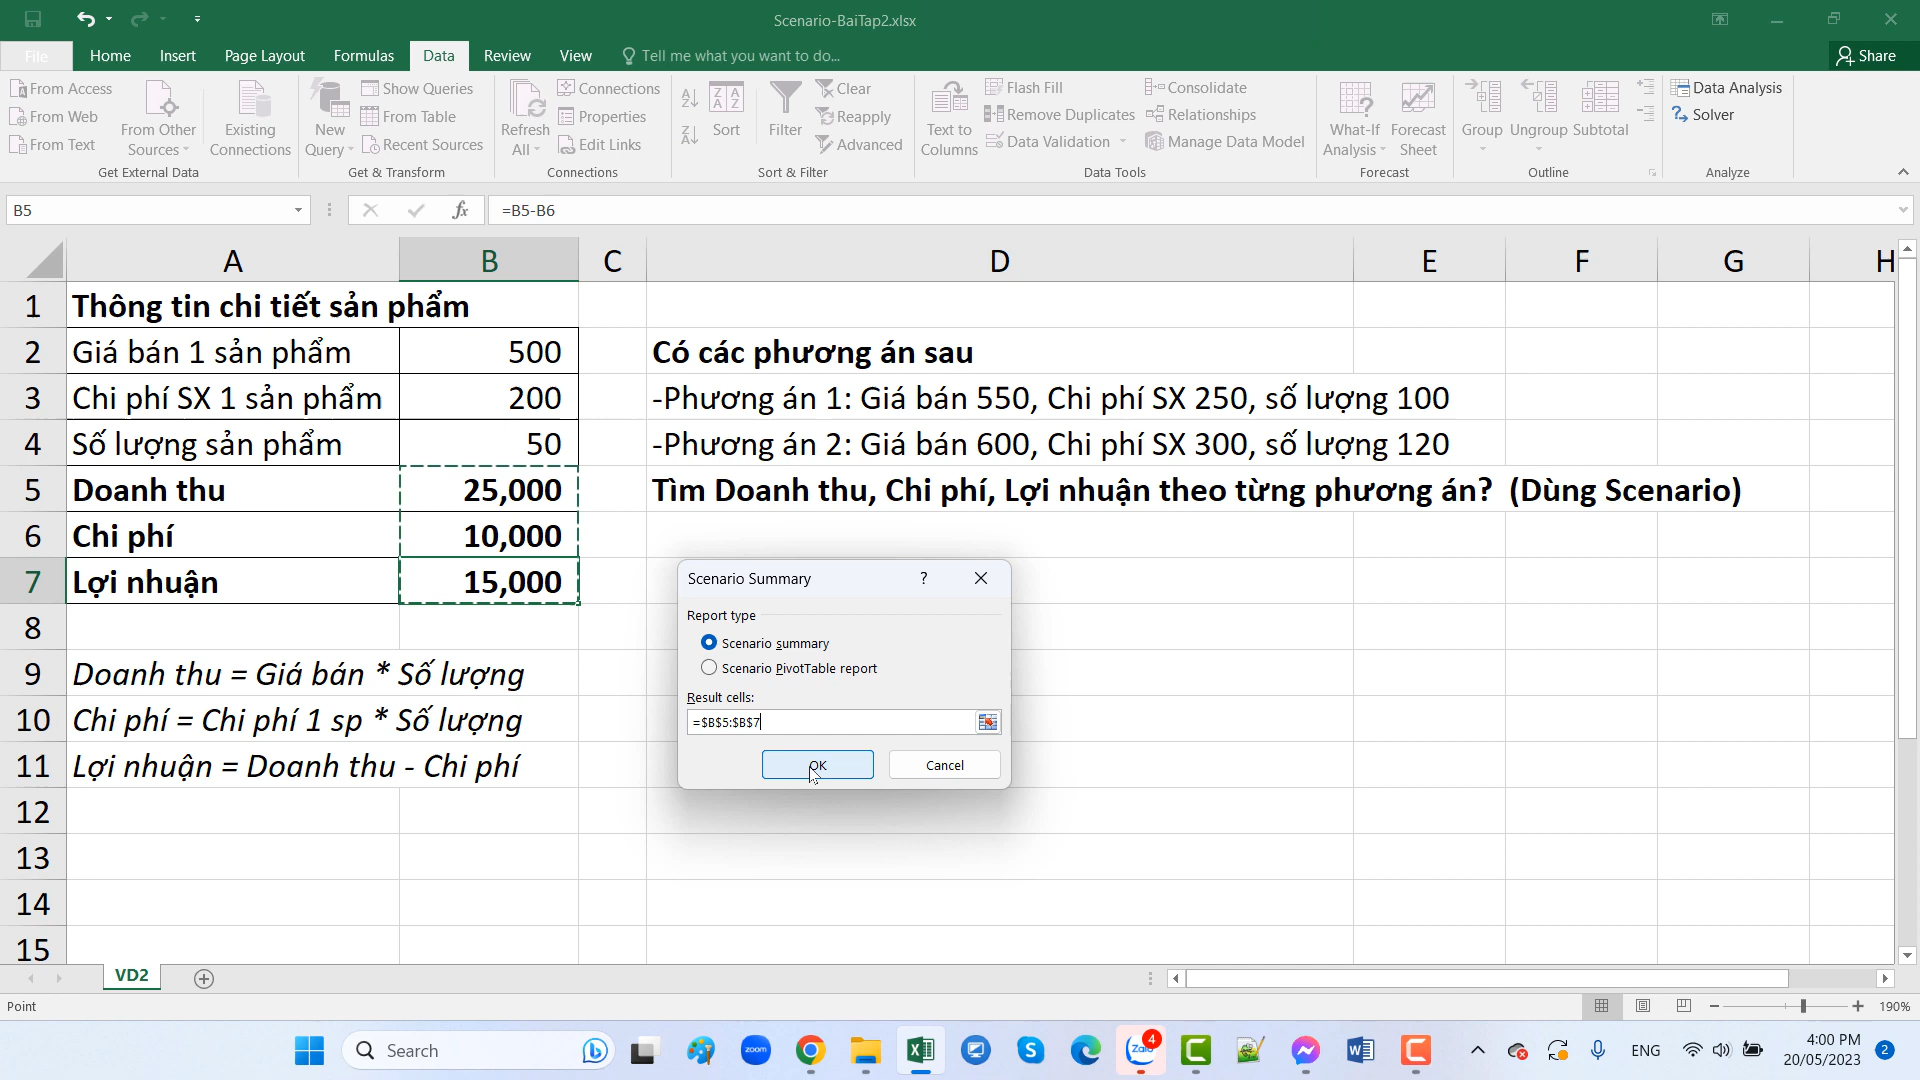 Scenario-BaiTap2.xlsx
File Home Insert Page Layout Formulas Data Review View Tell me what you want to do... Share
From Access
From Web
From Text
From Other Sources
Existing Connections
Get External Data
New Query
Show Queries
From Table
Recent Sources
Get & Transform
Refresh All
Connections
Properties
Edit Links
Connections
Sort
Filter
Clear
Reapply
Advanced
Sort & Filter
Text to Columns
Flash Fill
Remove Duplicates
Data Validation
Consolidate
Relationships
Manage Data Model
Data Tools
What-If Analysis
Forecast Sheet
Forecast
Group
Ungroup
Subtotal
Outline
Data Analysis
Solver
Analyze
B5 fx =B5-B6
A B C D E F G H
1 Thông tin chi tiết sản phẩm
2 Giá bán 1 sản phẩm 500 Có các phương án sau
3 Chi phí SX 1 sản phẩm 200 -Phương án 1: Giá bán 550, Chi phí SX 250, số lượng 100
4 Số lượng sản phẩm 50 -Phương án 2: Giá bán 600, Chi phí SX 300, số lượng 120
5 Doanh thu 25,000 Tìm Doanh thu, Chi phí, Lợi nhuận theo từng phương án? (Dùng Scenario)
6 Chi phí 10,000
7 Lợi nhuận 15,000
8
9 Doanh thu = Giá bán * Số lượng
10 Chi phí = Chi phí 1 sp * Số lượng
11 Lợi nhuận = Doanh thu - Chi phí
12
13
14
15
Scenario Summary ?
Report type
Scenario summary
Scenario PivotTable report
Result cells:
=$B$5:$B$7
OK Cancel
VD2
Point 190%
Search zoom Zalo 4 ENG 4:00 PM 2
20/05/2023